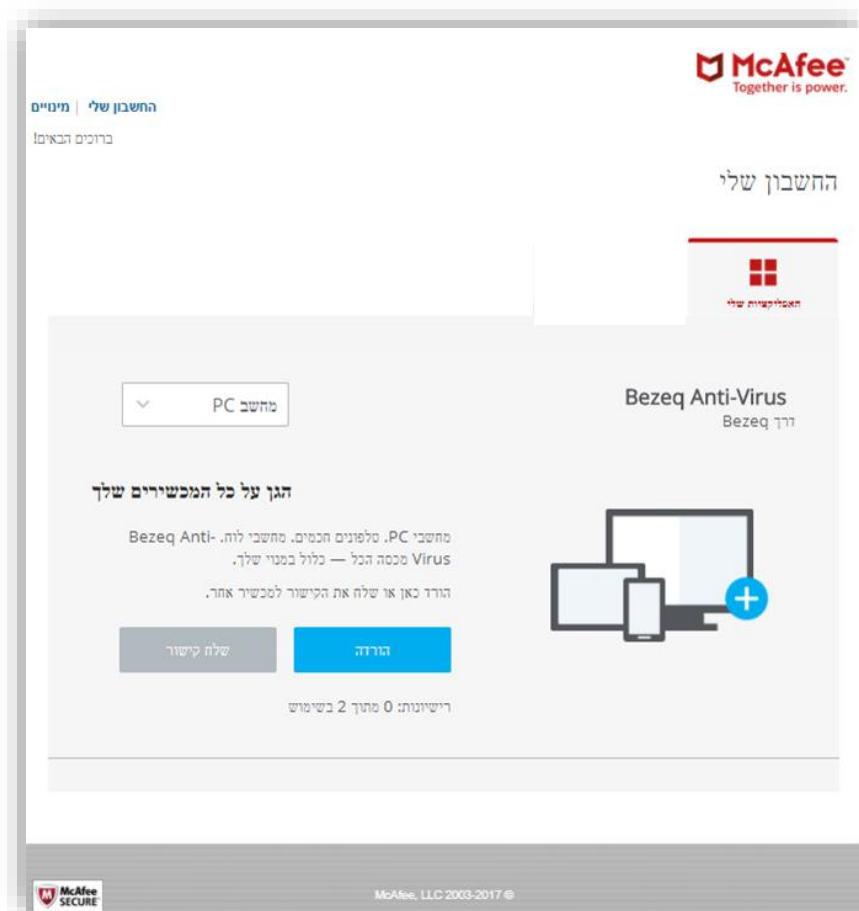 McAfee
Together is power.
החשבון שלי | מינויים
ברוכים הבאים!
החשבון שלי
האפליקציות שלי
Bezeq Anti-Virus
דרך Bezeq
מחשב PC
הגן על כל המכשירים שלך
מחשבי PC. טלפונים חכמים. מחשבי לוח. Bezeq Anti-
Virus מכסה הכל — כלול במנוי שלך.
הורד כאן או שלח את הקישור למכשיר אחר.
הורדה
שלח קישור
רישיונות: 0 מתוך 2 בשימוש
McAfee
SECURE
McAfee, LLC 2003-2017 ©